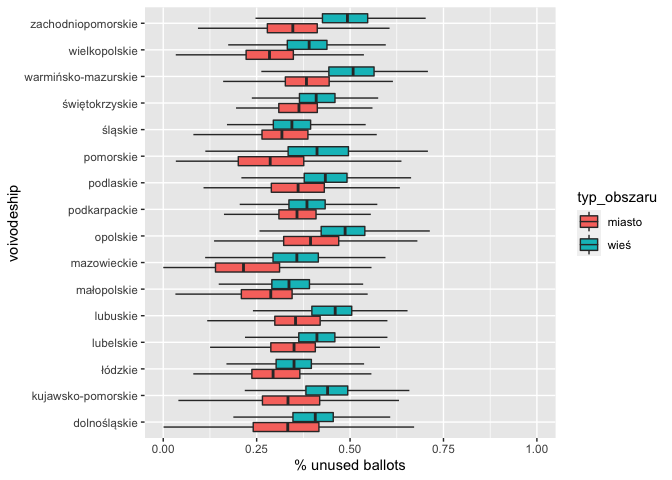 voivodeship
zachodniopomorskie
wielkopolskie
warmińsko-mazurskie
świętokrzyskie
śląskie
pomorskie
podlaskie
podkarpackie
opolskie
mazowieckie
małopolskie
lubuskie
lubelskie
łódzkie
kujawsko-pomorskie
dolnośląskie
0.00 0.25 0.50 0.75 1.00
% unused ballots
typ_obszaru
miasto
wieś